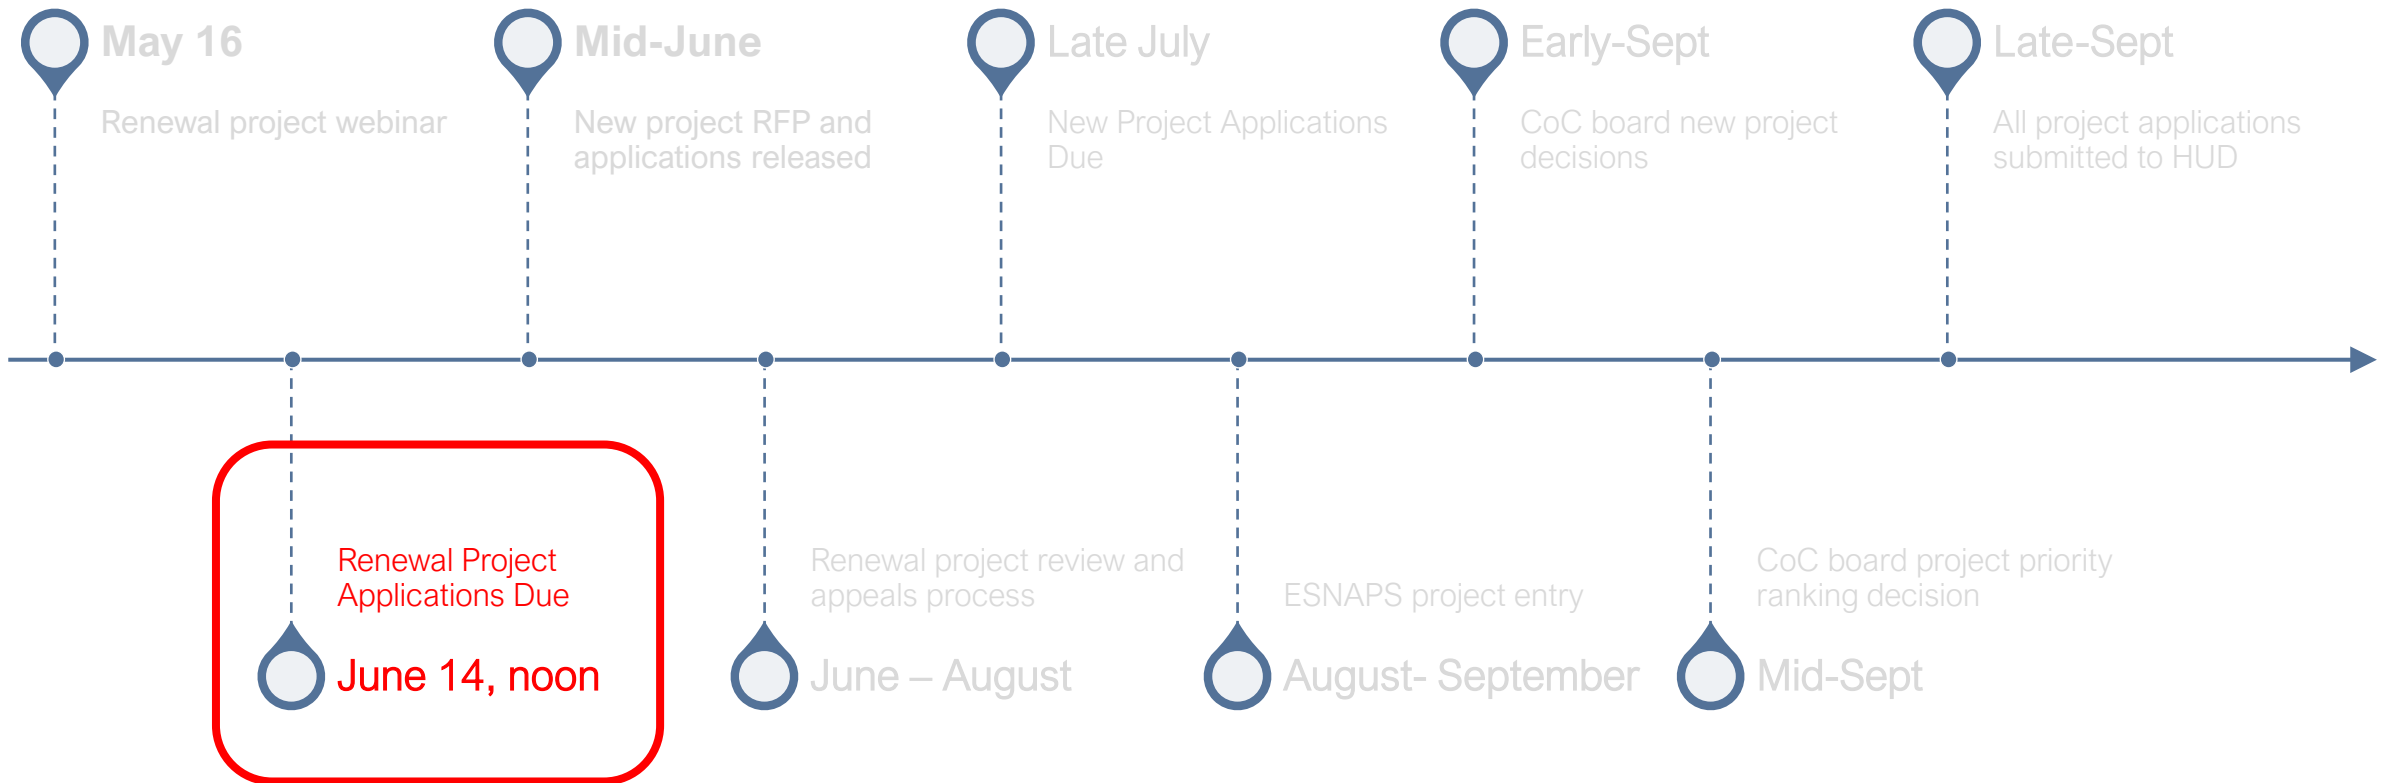 May 16
Renewal project webinar
Mid-June
New project RFP and
applications released
Late July
New Project Applications
Due
Early-Sept
CoC board new project
decisions
Late-Sept
All project applications
submitted to HUD
Renewal Project
Applications Due
June 14, noon
Renewal project review and
appeals process
June – August
ESNAPS project entry
August- September
CoC board project priority
ranking decision
Mid-Sept